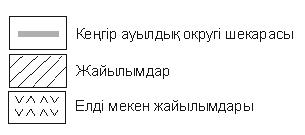 Кеңгір ауылдық округі шекарасы
Жайылымдар
Елді мекен жайылымдары